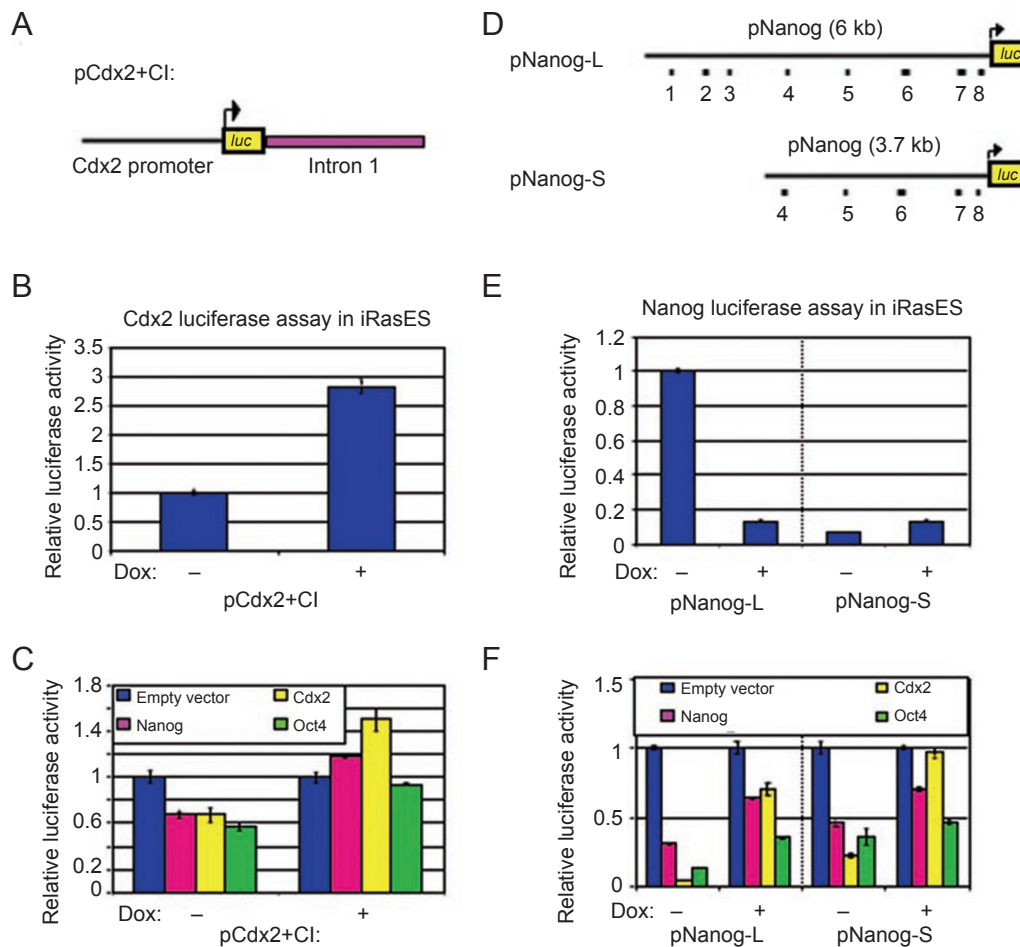 A
pCdx2+CI:
luc
Cdx2 promoter
Intron 1
B
Cdx2 luciferase assay in iRasES
Relative luciferase activity
3.5
3
2.5
2
1.5
1
0.5
0
Dox: – +
pCdx2+CI
C
Relative luciferase activity
1.8
1.4
1
0.6
0.2
0
Empty vector
Cdx2
Nanog
Oct4
Dox: – +
pCdx2+CI:
D
pNanog (6 kb)
pNanog-L
luc
1 2 3 4 5 6 7 8
pNanog (3.7 kb)
pNanog-S
luc
4 5 6 7 8
E
Nanog luciferase assay in iRasES
Relative luciferase activity
1.2
1
0.8
0.6
0.4
0.2
0
Dox: – + – +
pNanog-L pNanog-S
F
Relative luciferase activity
1.5
1
0.5
0
Empty vector
Cdx2
Nanog
Oct4
Dox: – + – +
pNanog-L pNanog-S